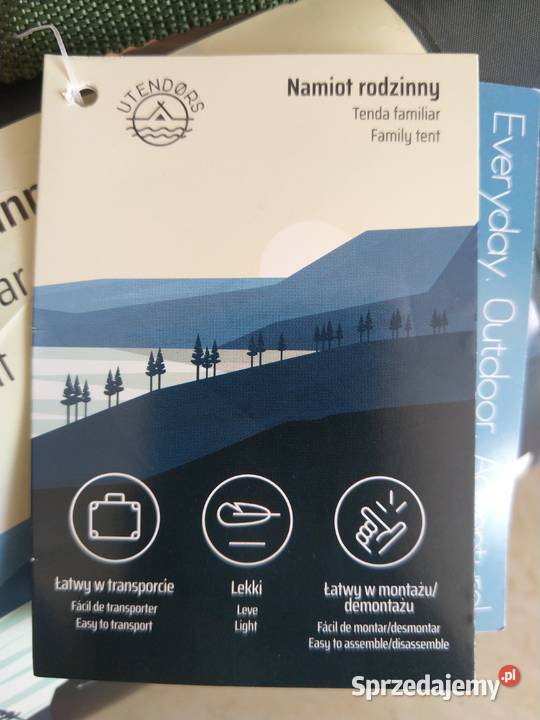 UTENDØRS
Namiot rodzinny
Tenda familiar
Family tent
Everyday. Outdoor.
Łatwy w transporcie
Fácil de transporter
Easy to transport
Lekki
Leve
Light
Łatwy w montażu/
demontażu
Fácil de montar/desmontar
Easy to assemble/disassemble
Sprzedajemy.pl